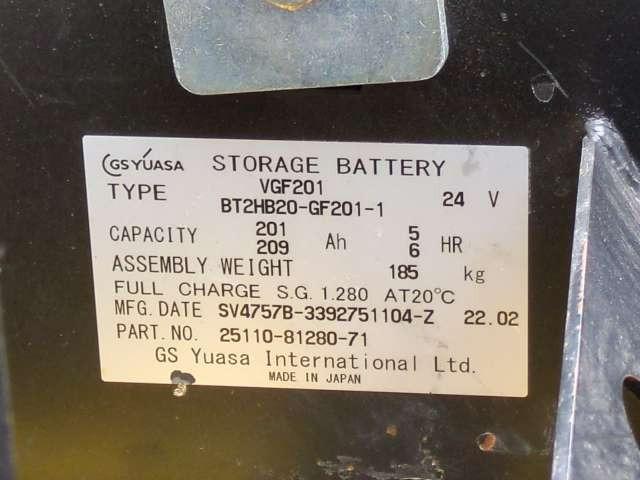 GS YUASA STORAGE BATTERY
TYPE VGF201 24 V
BT2HB20-GF201-1
CAPACITY 201 Ah 5 HR
209 6
ASSEMBLY WEIGHT 185 kg
FULL CHARGE S.G. 1.280 AT20℃
MFG. DATE SV4757B-3392751104-Z 22.02
PART. NO. 25110-81280-71
GS Yuasa International Ltd.
MADE IN JAPAN